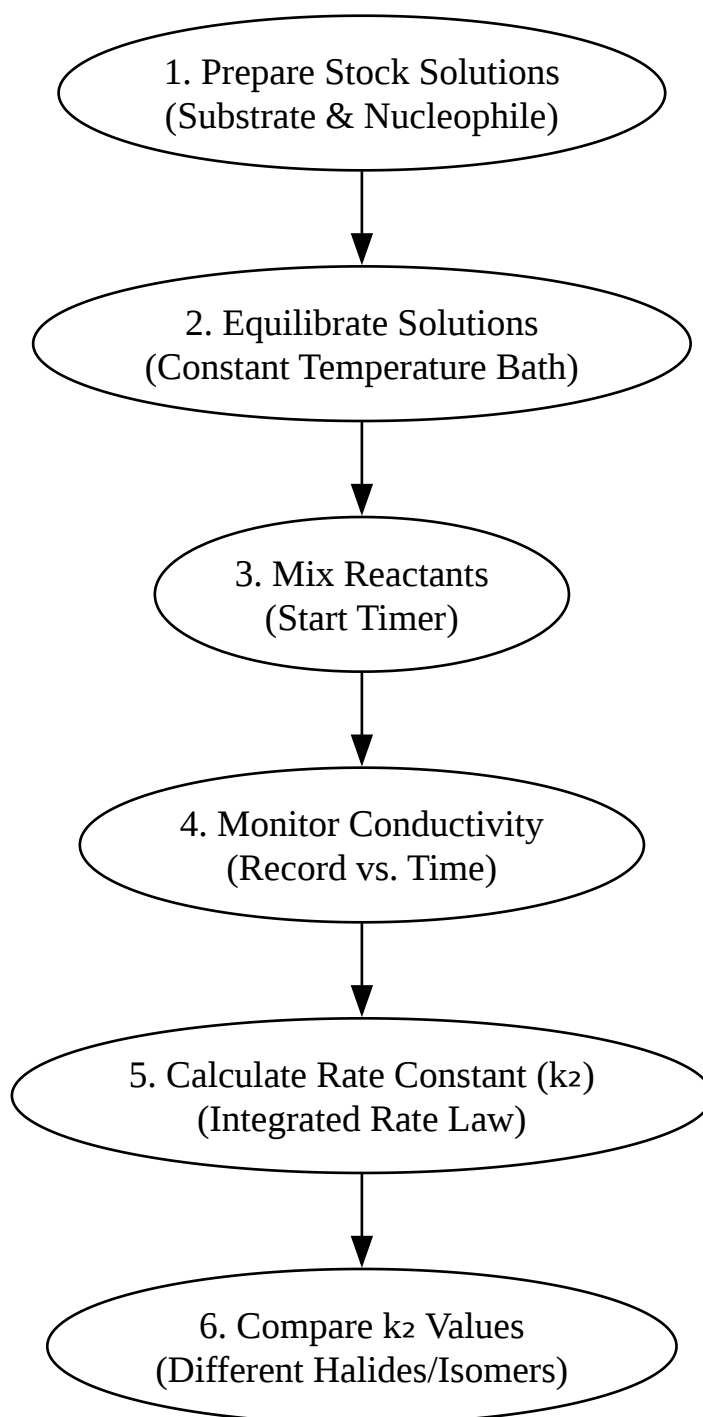 1. Prepare Stock Solutions
(Substrate & Nucleophile)
2. Equilibrate Solutions
(Constant Temperature Bath)
3. Mix Reactants
(Start Timer)
4. Monitor Conductivity
(Record vs. Time)
5. Calculate Rate Constant (k₂)
(Integrated Rate Law)
6. Compare k₂ Values
(Different Halides/Isomers)